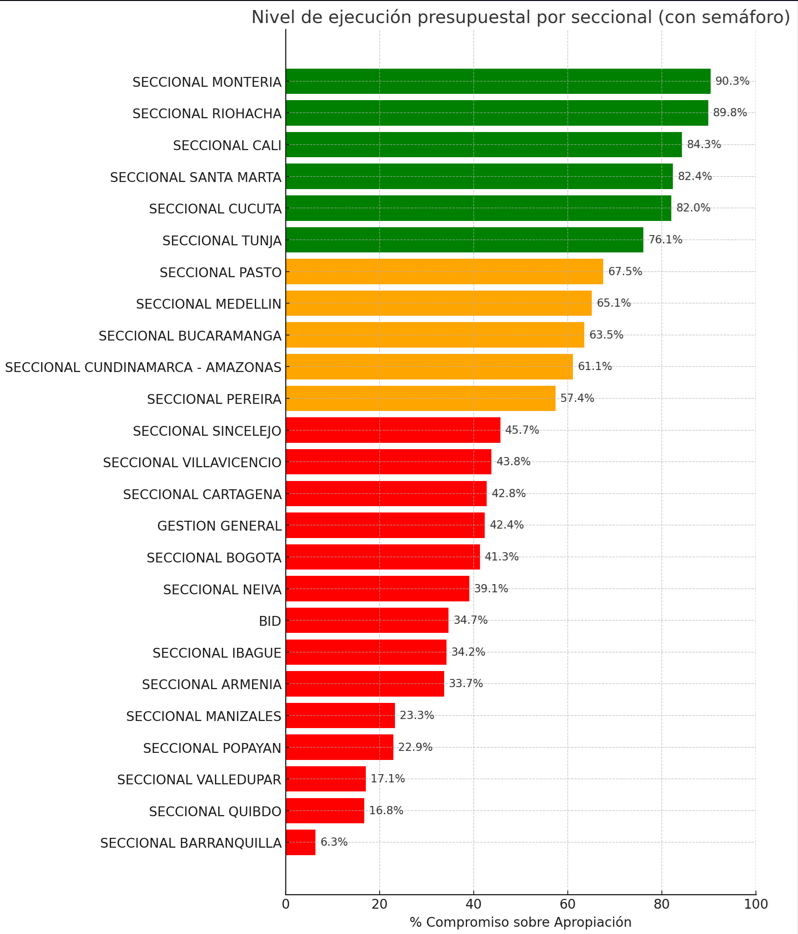 Nivel de ejecución presupuestal por seccional (con semáforo)
SECCIONAL MONTERIA 90.3%
SECCIONAL RIOHACHA 89.8%
SECCIONAL CALI 84.3%
SECCIONAL SANTA MARTA 82.4%
SECCIONAL CUCUTA 82.0%
SECCIONAL TUNJA 76.1%
SECCIONAL PASTO 67.5%
SECCIONAL MEDELLIN 65.1%
SECCIONAL BUCARAMANGA 63.5%
SECCIONAL CUNDINAMARCA - AMAZONAS 61.1%
SECCIONAL PEREIRA 57.4%
SECCIONAL SINCELEJO 45.7%
SECCIONAL VILLAVICENCIO 43.8%
SECCIONAL CARTAGENA 42.8%
GESTION GENERAL 42.4%
SECCIONAL BOGOTA 41.3%
SECCIONAL NEIVA 39.1%
BID 34.7%
SECCIONAL IBAGUE 34.2%
SECCIONAL ARMENIA 33.7%
SECCIONAL MANIZALES 23.3%
SECCIONAL POPAYAN 22.9%
SECCIONAL VALLEDUPAR 17.1%
SECCIONAL QUIBDO 16.8%
SECCIONAL BARRANQUILLA 6.3%
0 20 40 60 80 100
% Compromiso sobre Apropiación